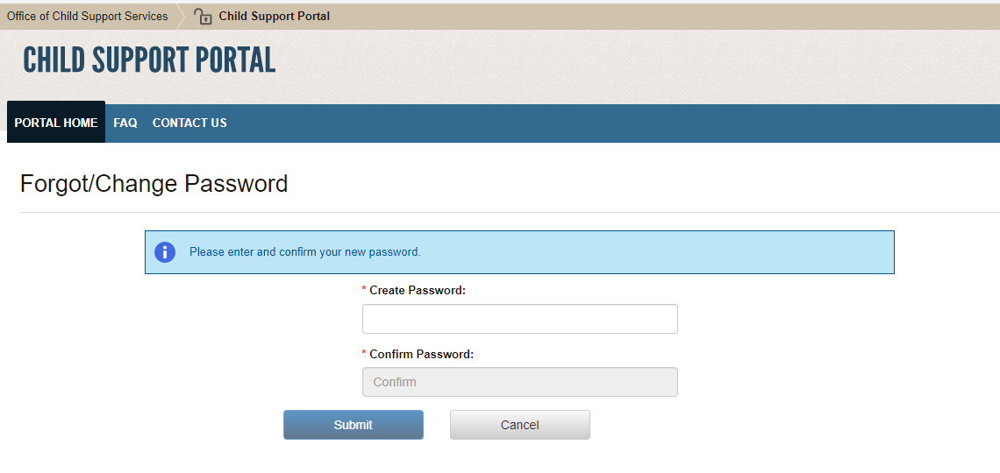 Office of Child Support Services Child Support Portal
CHILD SUPPORT PORTAL
PORTAL HOME FAQ CONTACT US
Forgot/Change Password
Please enter and confirm your new password.
* Create Password:
* Confirm Password:
Confirm
Submit Cancel